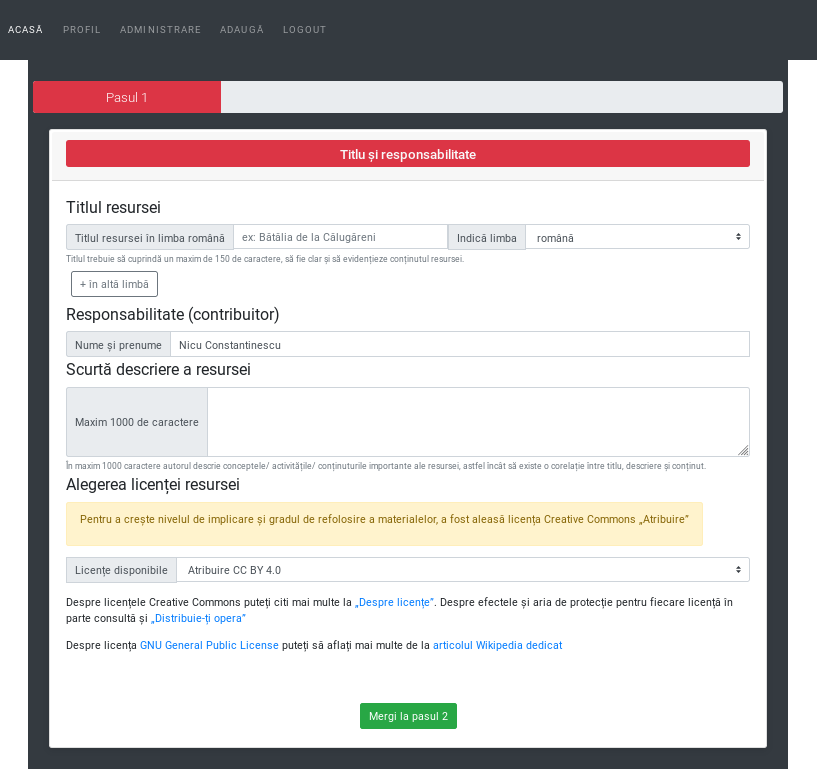 ACASĂ PROFIL ADMINISTRARE ADAUGĂ LOGOUT
Pasul 1
Titlu și responsabilitate
Titlul resursei
Titlul resursei în limba română ex: Bătălia de la Călugăreni Indică limba română
Titlul trebuie să cuprindă un maxim de 150 de caractere, să fie clar și să evidențieze conținutul resursei.
+ în altă limbă
Responsabilitate (contribuitor)
Nume și prenume Nicu Constantinescu
Scurtă descriere a resursei
Maxim 1000 de caractere
În maxim 1000 caractere autorul descrie conceptele/ activitățile/ conținuturile importante ale resursei, astfel încât să existe o corelație între titlu, descriere și conținut.
Alegerea licenței resursei
Pentru a crește nivelul de implicare și gradul de refolosire a materialelor, a fost aleasă licența Creative Commons „Atribuire”
Licențe disponibile Atribuire CC BY 4.0
Despre licențele Creative Commons puteți citi mai multe la „Despre licențe”. Despre efectele și aria de protecție pentru fiecare licență în
parte consultă și „Distribuie-ți opera”
Despre licența GNU General Public License puteți să aflați mai multe de la articolul Wikipedia dedicat
Mergi la pasul 2